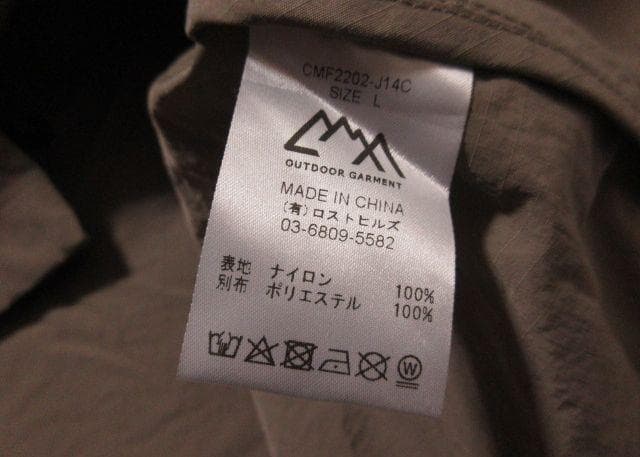 CMF2202-J14C
SIZE L
OUTDOOR GARMENT
MADE IN CHINA
(有)ロストヒルズ
03-6809-5582
表地 ナイロン 100%
別布 ポリエステル 100%
W